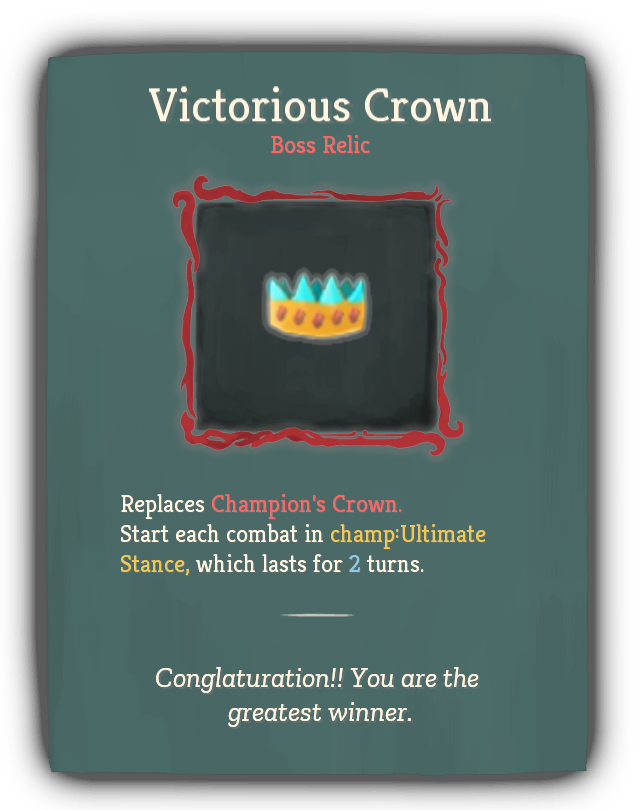 Victorious Crown
Boss Relic
Replaces Champion's Crown.
Start each combat in champ:Ultimate
Stance, which lasts for 2 turns.
Conglaturation!! You are the
greatest winner.